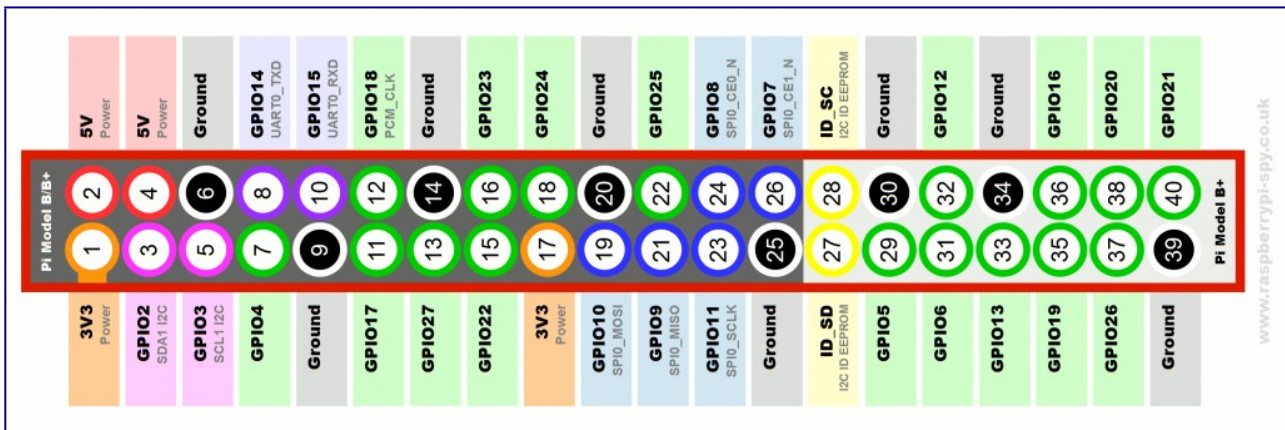 5V
Power
5V
Power
Ground
GPIO14
UART0_TXD
GPIO15
UART0_RXD
GPIO18
PCM_CLK
Ground
GPIO23
GPIO24
Ground
GPIO25
GPIO8
SPI0_CE0_N
GPIO7
SPI0_CE1_N
ID_SC
I2C ID EEPROM
Ground
GPIO12
Ground
GPIO16
GPIO20
GPIO21
Pi Model B/B+
2
4
6
8
10
12
14
16
18
20
22
24
26
28
30
32
34
36
38
40
1
3
5
7
9
11
13
15
17
19
21
23
25
27
29
31
33
35
37
39
Pi Model B+
3V3
Power
GPIO2
SDA1 I2C
GPIO3
SCL1 I2C
GPIO4
Ground
GPIO17
GPIO27
GPIO22
3V3
Power
GPIO10
SPI0_MOSI
GPIO9
SPI0_MISO
GPIO11
SPI0_SCLK
Ground
ID_SD
I2C ID EEPROM
GPIO5
GPIO6
GPIO13
GPIO19
GPIO26
Ground
www.raspberrypi-spy.co.uk